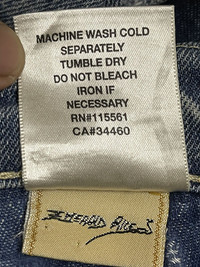 MACHINE WASH COLD
SEPARATELY
TUMBLE DRY
DO NOT BLEACH
IRON IF
NECESSARY
RN#115561
CA#34460